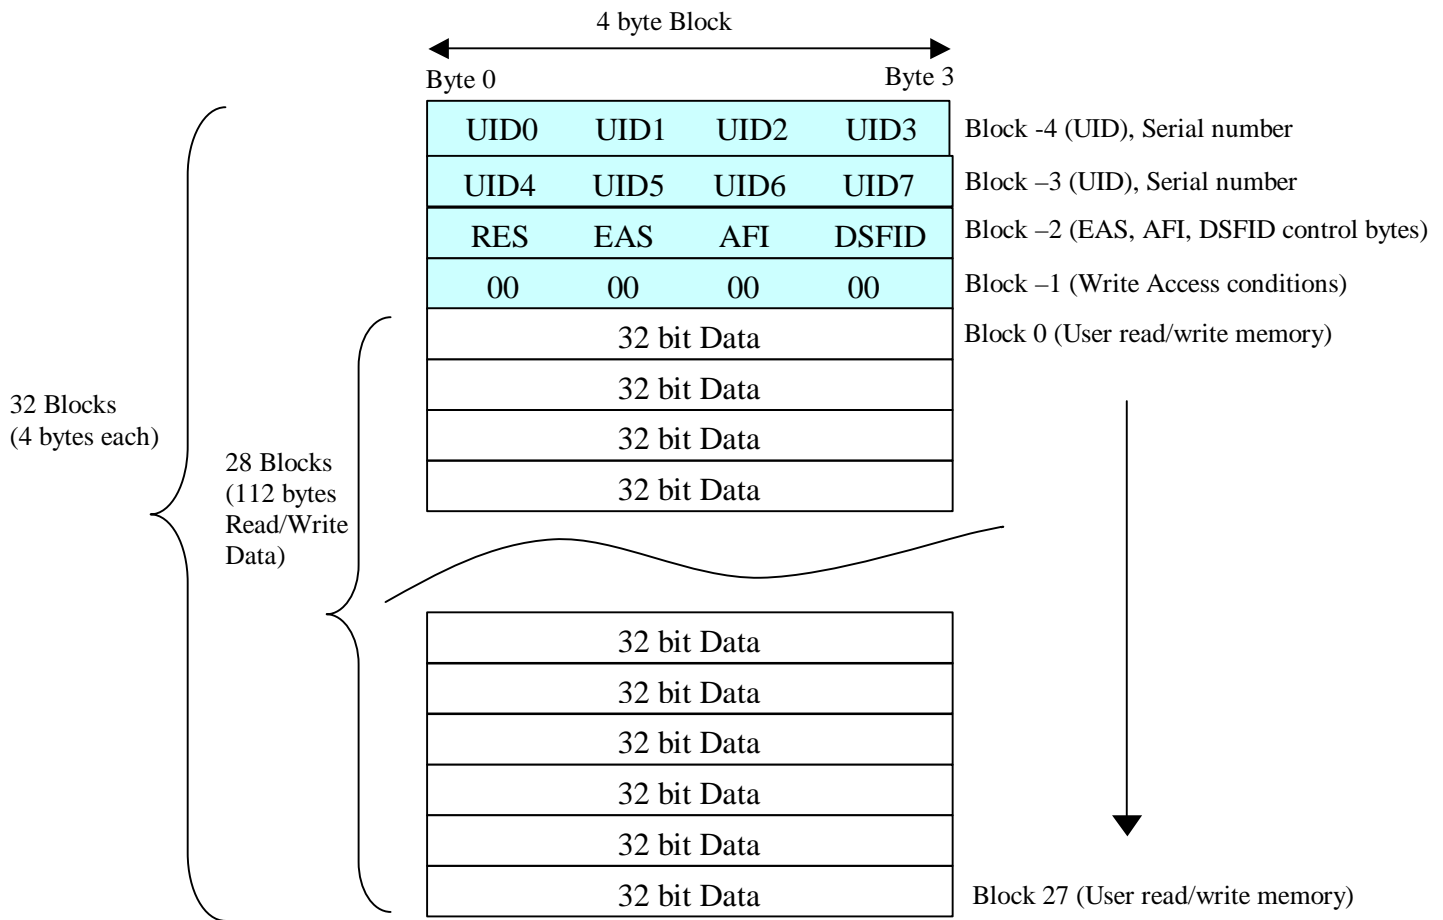 4 byte Block
Byte 0 Byte 3
UID0 UID1 UID2 UID3 Block -4 (UID), Serial number
UID4 UID5 UID6 UID7 Block –3 (UID), Serial number
RES EAS AFI DSFID Block –2 (EAS, AFI, DSFID control bytes)
00 00 00 00 Block –1 (Write Access conditions)
32 bit Data Block 0 (User read/write memory)
32 bit Data
32 bit Data
32 bit Data
32 Blocks
(4 bytes each)
28 Blocks
(112 bytes
Read/Write
Data)
32 bit Data
32 bit Data
32 bit Data
32 bit Data
32 bit Data
32 bit Data Block 27 (User read/write memory)